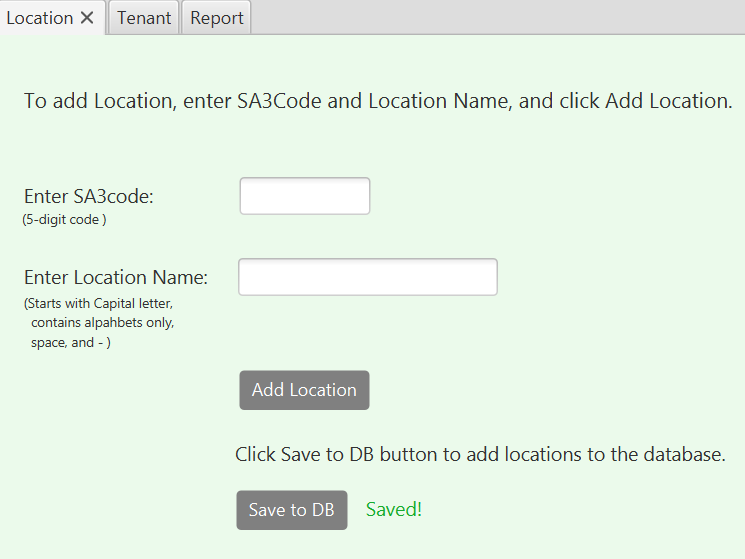 Location Tenant Report
To add Location, enter SA3Code and Location Name, and click Add Location.
Enter SA3code:
(5-digit code )
Enter Location Name:
(Starts with Capital letter,
contains alpahbets only,
space, and - )
Add Location
Click Save to DB button to add locations to the database.
Save to DB Saved!